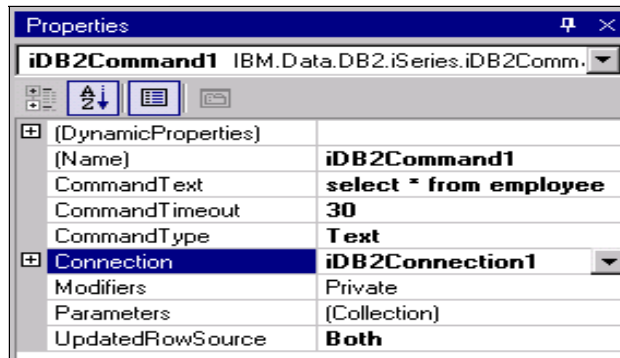 Properties
iDB2Command1 IBM.Data.DB2.iSeries.iDB2Comm
(DynamicProperties)
(Name) iDB2Command1
CommandText select * from employee
CommandTimeout 30
CommandType Text
Connection iDB2Connection1
Modifiers Private
Parameters (Collection)
UpdatedRowSource Both